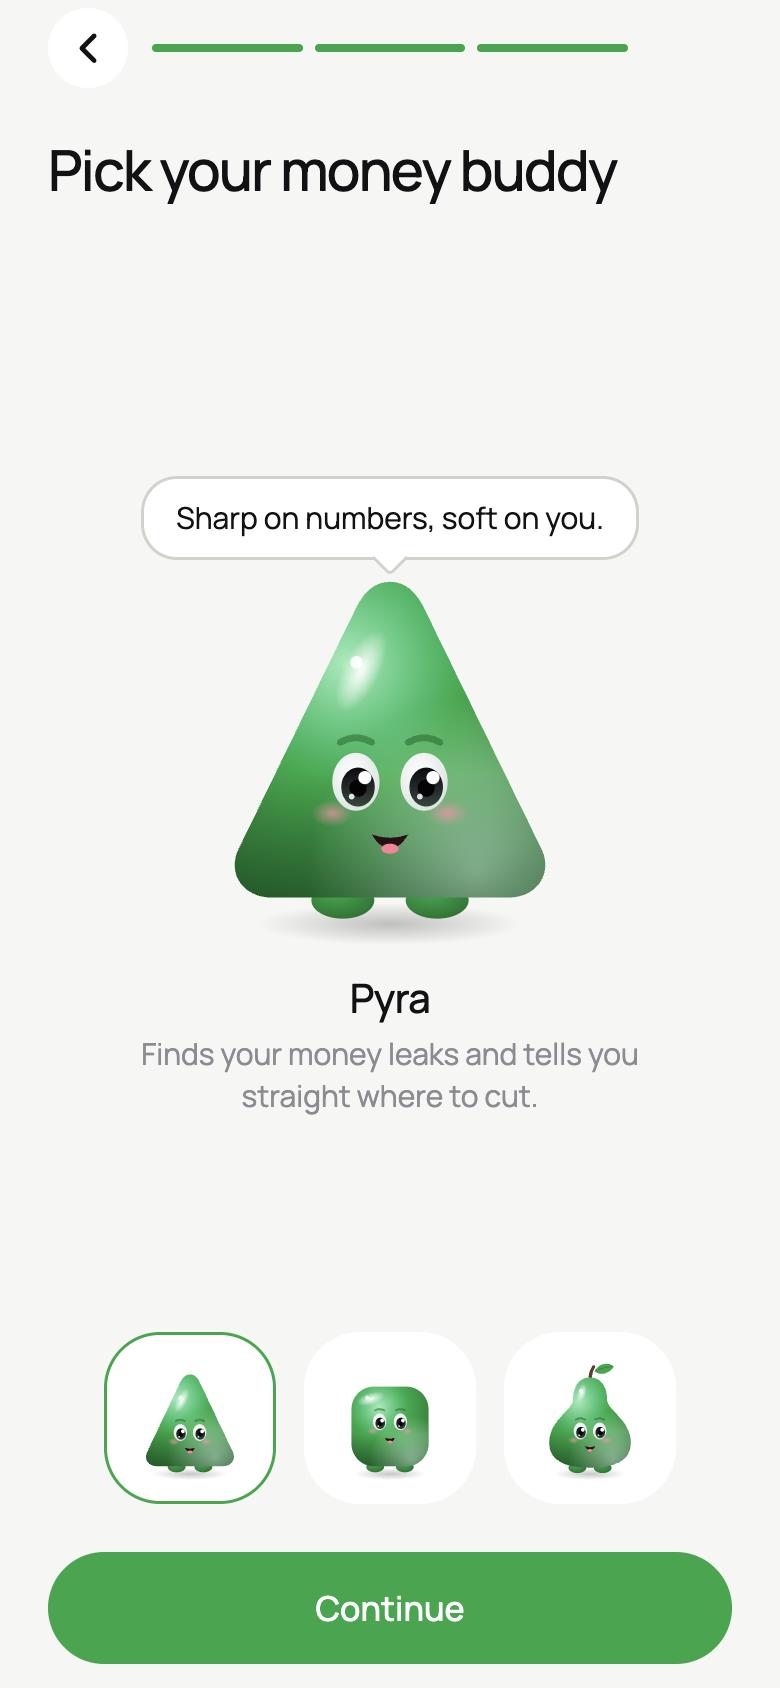 Pick your money buddy
Sharp on numbers, soft on you.
Pyra
Finds your money leaks and tells you
straight where to cut.
Continue